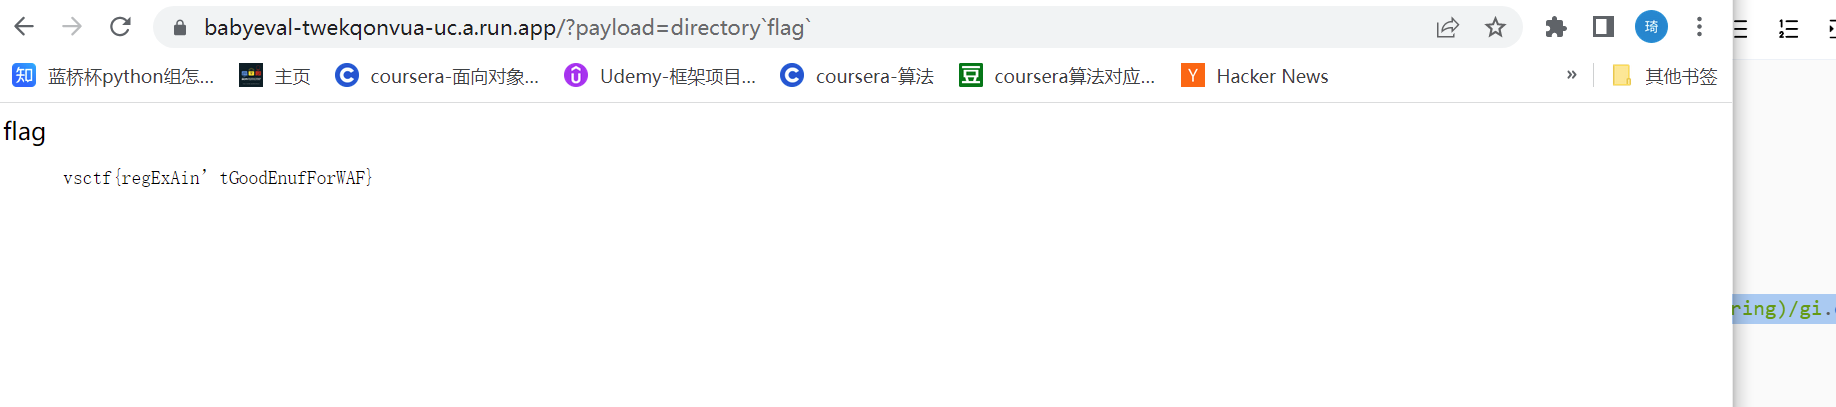 babyeval-twekqonvua-uc.a.run.app/?payload=directory`flag`
琦
知 蓝桥杯python组怎... 主页 coursera-面向对象... Udemy-框架项目... coursera-算法 豆 coursera算法对应... Y Hacker News » 其他书签
flag
vsctf{regExAin’tGoodEnufForWAF}
ring)/gi.